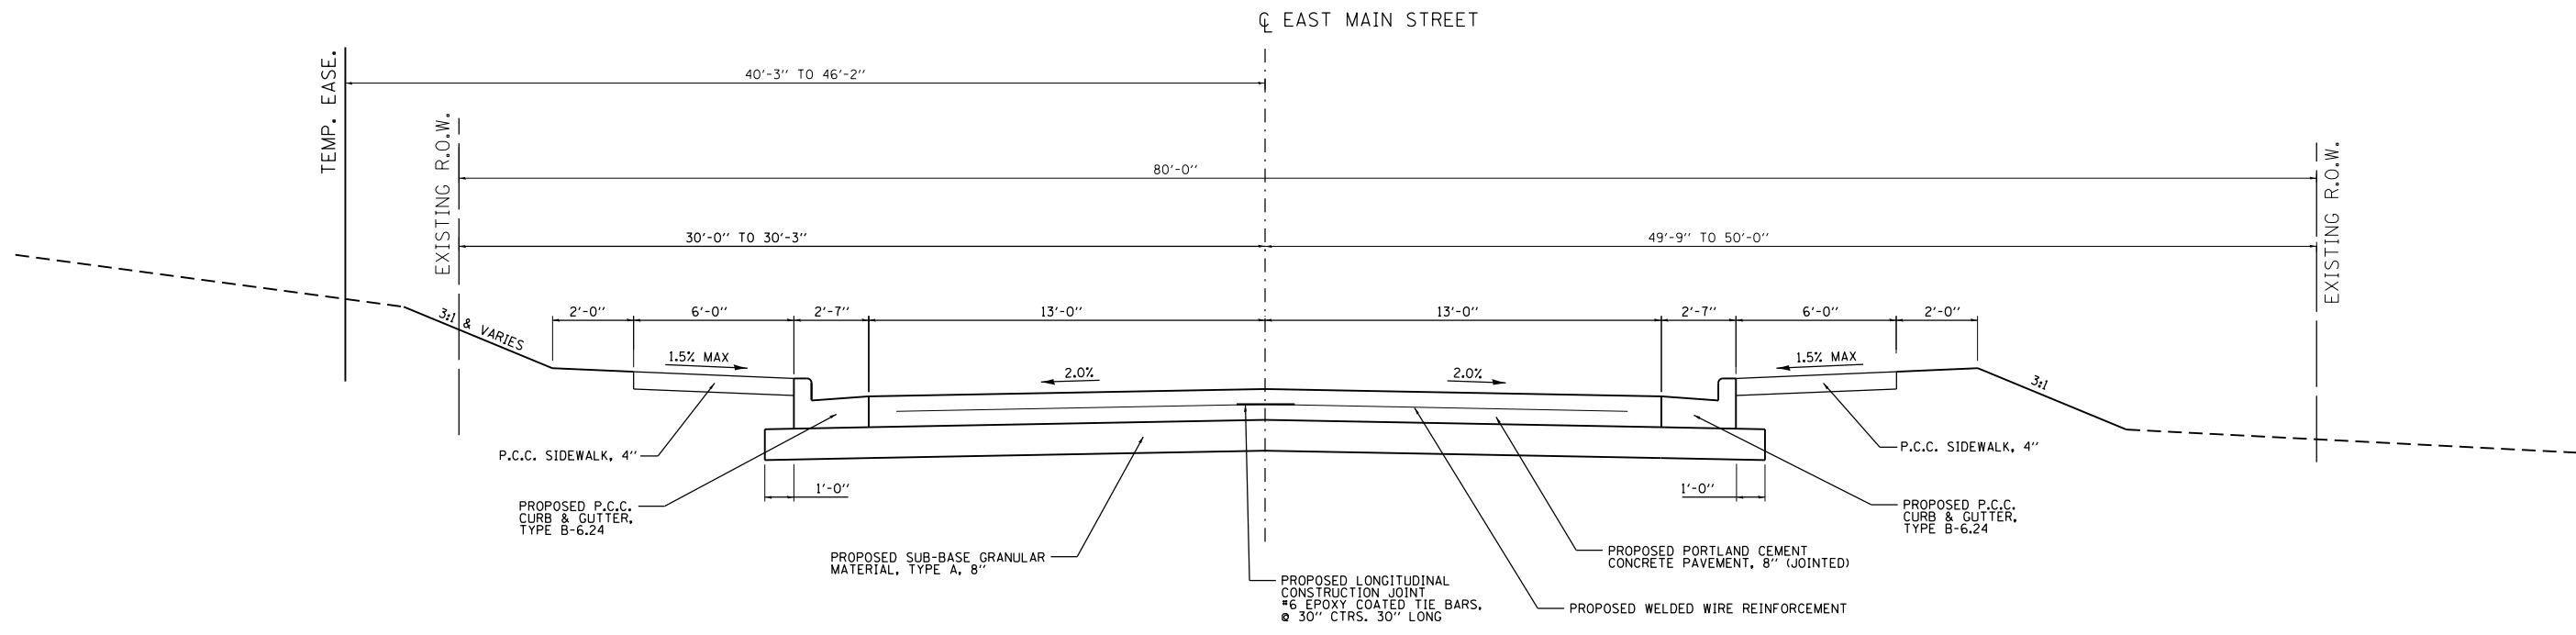 ℄ EAST MAIN STREET
TEMP. EASE.
40'-3" TO 46'-2"
EXISTING R.O.W.
80'-0"
EXISTING R.O.W.
30'-0" TO 30'-3"
49'-9" TO 50'-0"
3:1 & VARIES
2'-0"
6'-0"
2'-7"
13'-0"
13'-0"
2'-7"
6'-0"
2'-0"
1.5% MAX
2.0%
2.0%
1.5% MAX
3:1
P.C.C. SIDEWALK, 4"
P.C.C. SIDEWALK, 4"
1'-0"
1'-0"
PROPOSED P.C.C.
CURB & GUTTER,
TYPE B-6.24
PROPOSED P.C.C.
CURB & GUTTER,
TYPE B-6.24
PROPOSED SUB-BASE GRANULAR
MATERIAL, TYPE A, 8"
PROPOSED PORTLAND CEMENT
CONCRETE PAVEMENT, 8" (JOINTED)
PROPOSED LONGITUDINAL
CONSTRUCTION JOINT
#6 EPOXY COATED TIE BARS,
@ 30" CTRS. 30" LONG
PROPOSED WELDED WIRE REINFORCEMENT